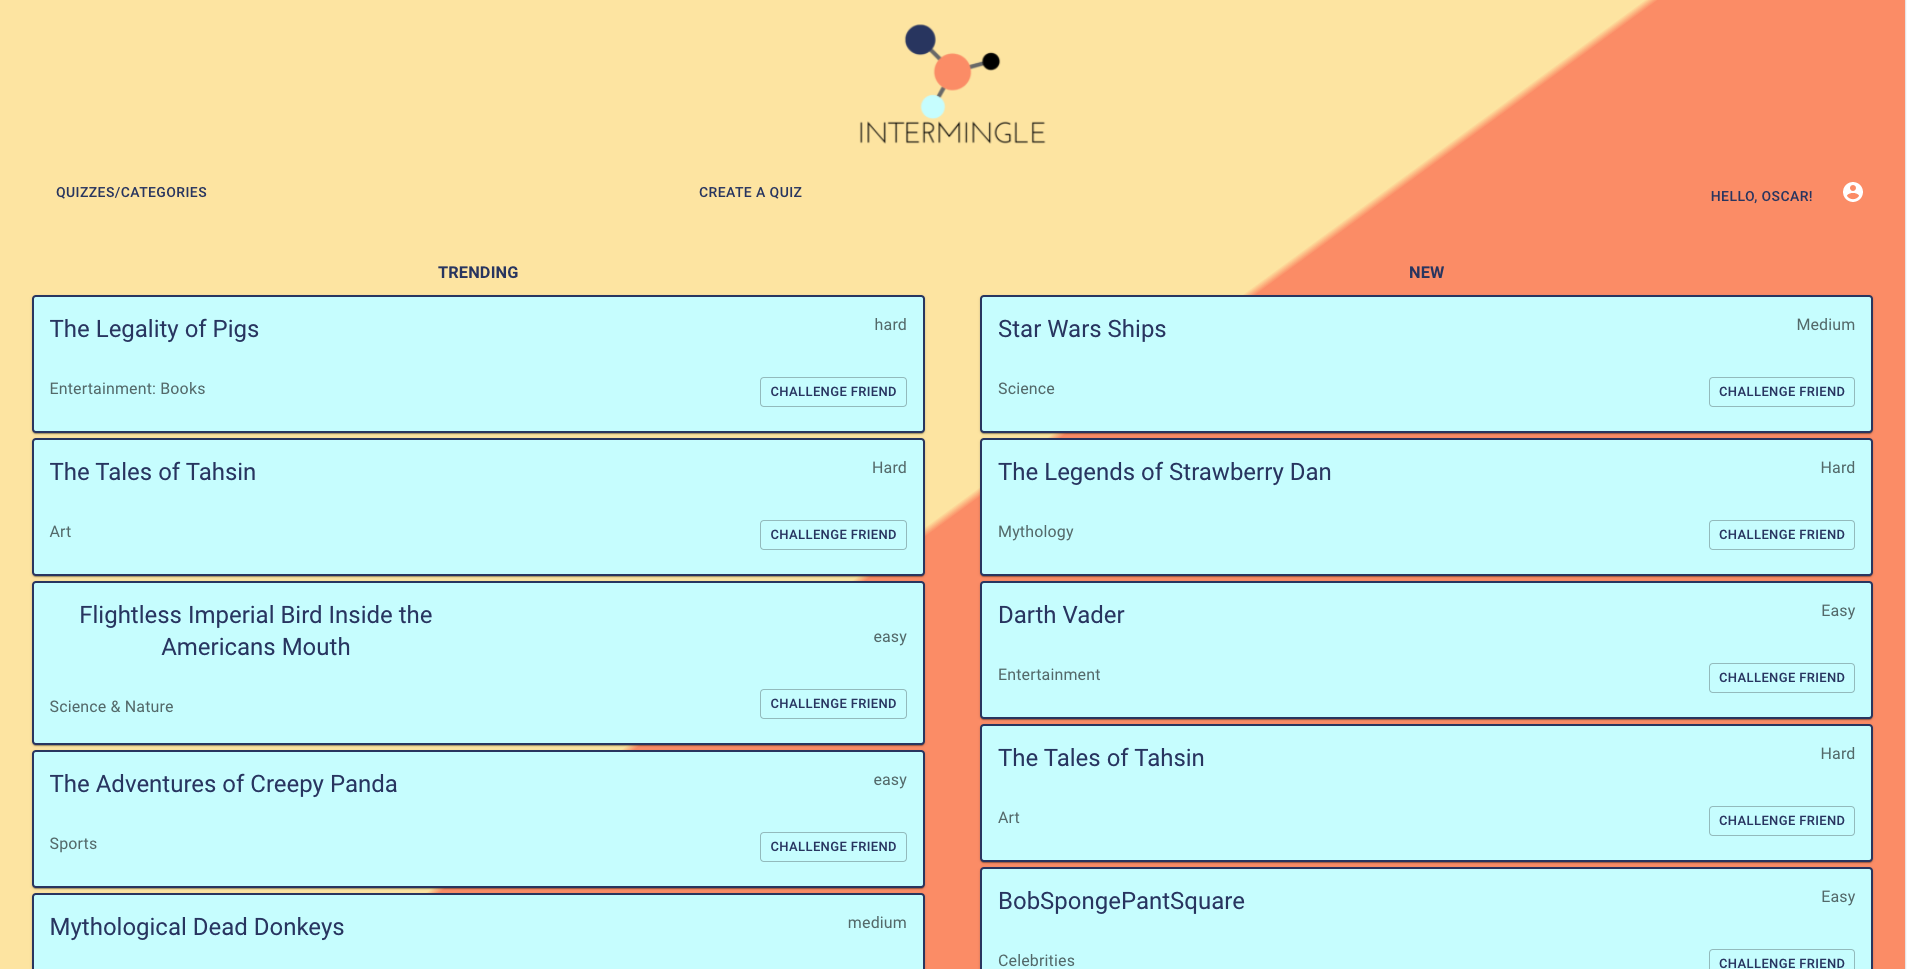 INTERMINGLE
QUIZZES/CATEGORIES
CREATE A QUIZ
HELLO, OSCAR!
TRENDING
The Legality of Pigs
hard
Entertainment: Books
CHALLENGE FRIEND
The Tales of Tahsin
Hard
Art
CHALLENGE FRIEND
Flightless Imperial Bird Inside the
Americans Mouth
easy
Science & Nature
CHALLENGE FRIEND
The Adventures of Creepy Panda
easy
Sports
CHALLENGE FRIEND
Mythological Dead Donkeys
medium
NEW
Star Wars Ships
Medium
Science
CHALLENGE FRIEND
The Legends of Strawberry Dan
Hard
Mythology
CHALLENGE FRIEND
Darth Vader
Easy
Entertainment
CHALLENGE FRIEND
The Tales of Tahsin
Hard
Art
CHALLENGE FRIEND
BobSpongePantSquare
Easy
Celebrities
CHALLENGE FRIEND